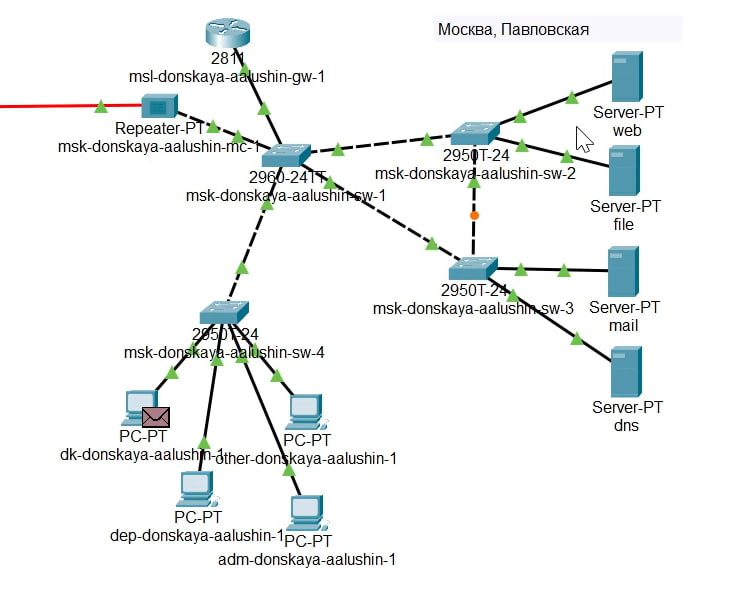 Москва, Павловская
2811
msl-donskaya-aalushin-gw-1
Repeater-PT
msk-donskaya-aalushin-mc-1
2960-24TT
msk-donskaya-aalushin-sw-1
2950T-24
msk-donskaya-aalushin-sw-2
Server-PT
web
Server-PT
file
2950T-24
msk-donskaya-aalushin-sw-3
Server-PT
mail
Server-PT
dns
2950T-24
msk-donskaya-aalushin-sw-4
PC-PT
dk-donskaya-aalushin-1
PC-PT
other-donskaya-aalushin-1
PC-PT
dep-donskaya-aalushin-1
PC-PT
adm-donskaya-aalushin-1